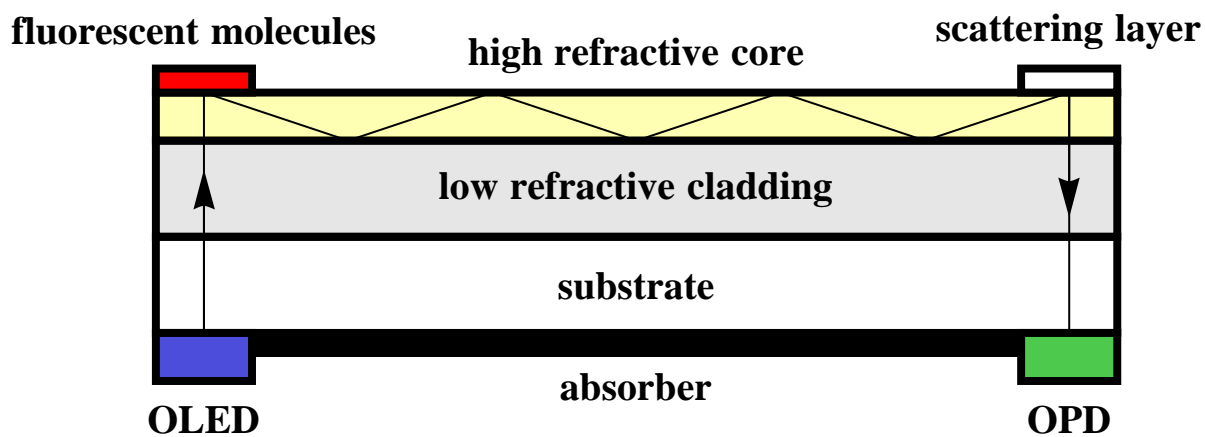 fluorescent molecules
high refractive core
scattering layer
low refractive cladding
substrate
absorber
OLED
OPD